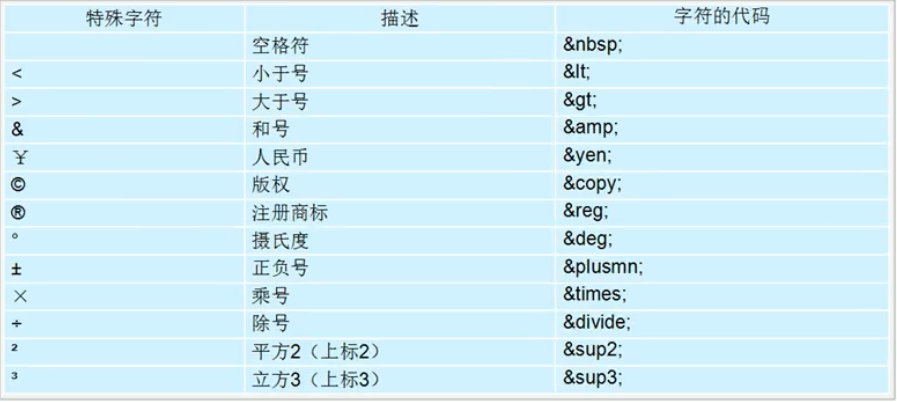 特殊字符 描述 字符的代码
空格符 &nbsp;
< 小于号 &lt;
> 大于号 &gt;
& 和号 &amp;
￥ 人民币 &yen;
© 版权 &copy;
® 注册商标 &reg;
° 摄氏度 &deg;
± 正负号 &plusmn;
× 乘号 &times;
÷ 除号 &divide;
² 平方2（上标2） &sup2;
³ 立方3（上标3） &sup3;